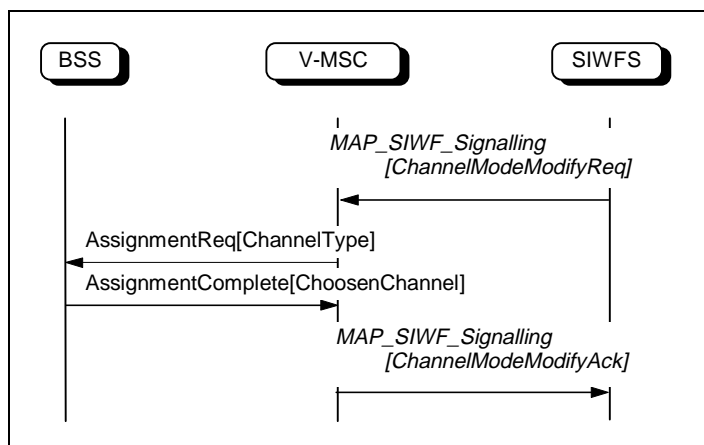 BSS
V-MSC
SIWFS
MAP_SIWF_Signalling
[ChannelModeModifyReq]
AssignmentReq[ChannelType]
AssignmentComplete[ChoosenChannel]
MAP_SIWF_Signalling
[ChannelModeModifyAck]